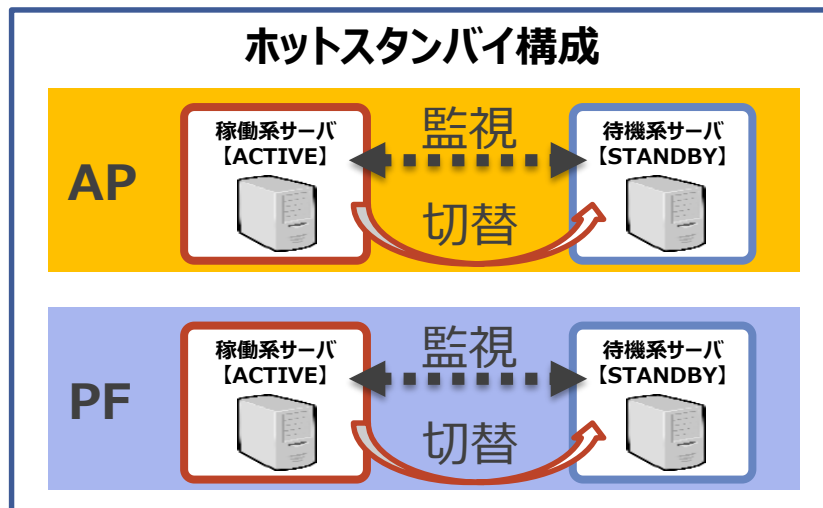 ホットスタンバイ構成
AP
稼働系サーバ
【ACTIVE】
監視
切替
待機系サーバ
【STANDBY】
PF
稼働系サーバ
【ACTIVE】
監視
切替
待機系サーバ
【STANDBY】